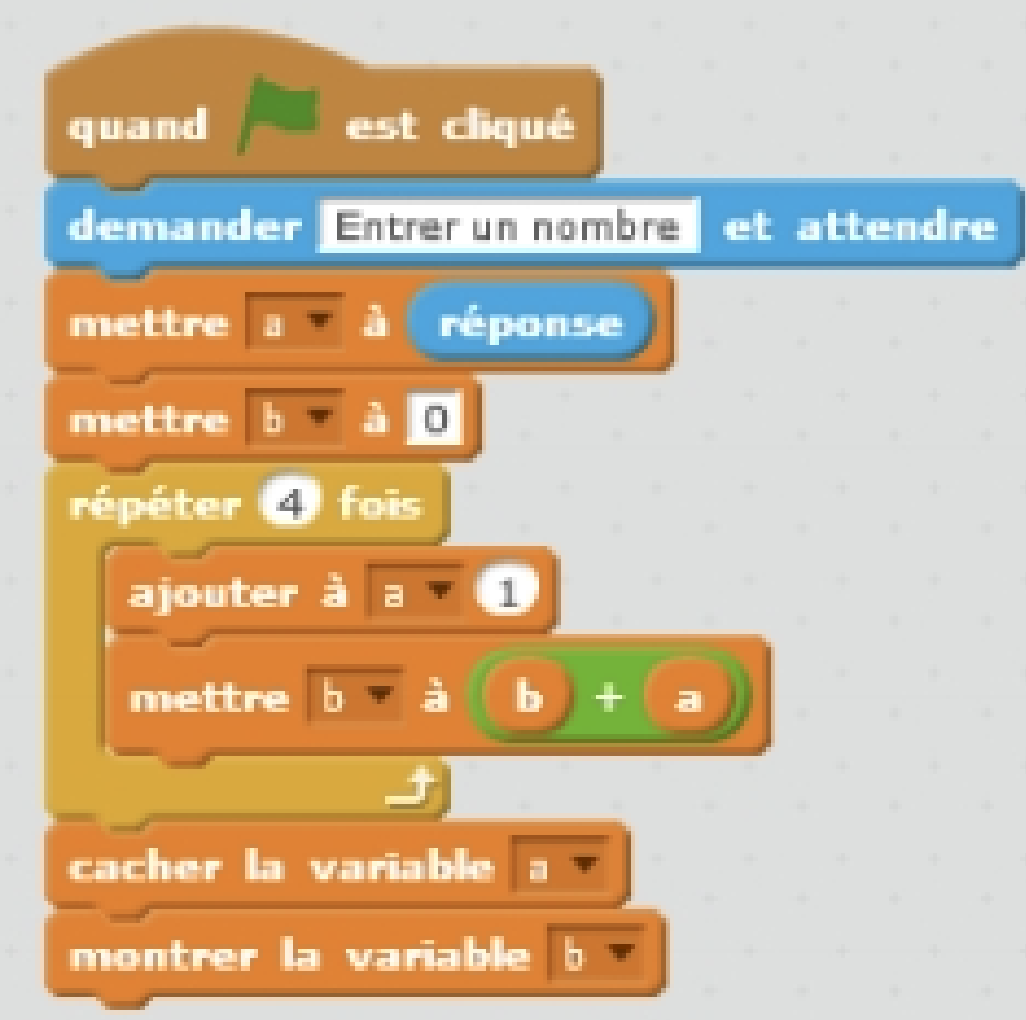 quand est cliqué
demander Entrer un nombre et attendre
mettre a à réponse
mettre b à 0
répéter 4 fois
ajouter à a 1
mettre b à b + a
cacher la variable a
montrer la variable b